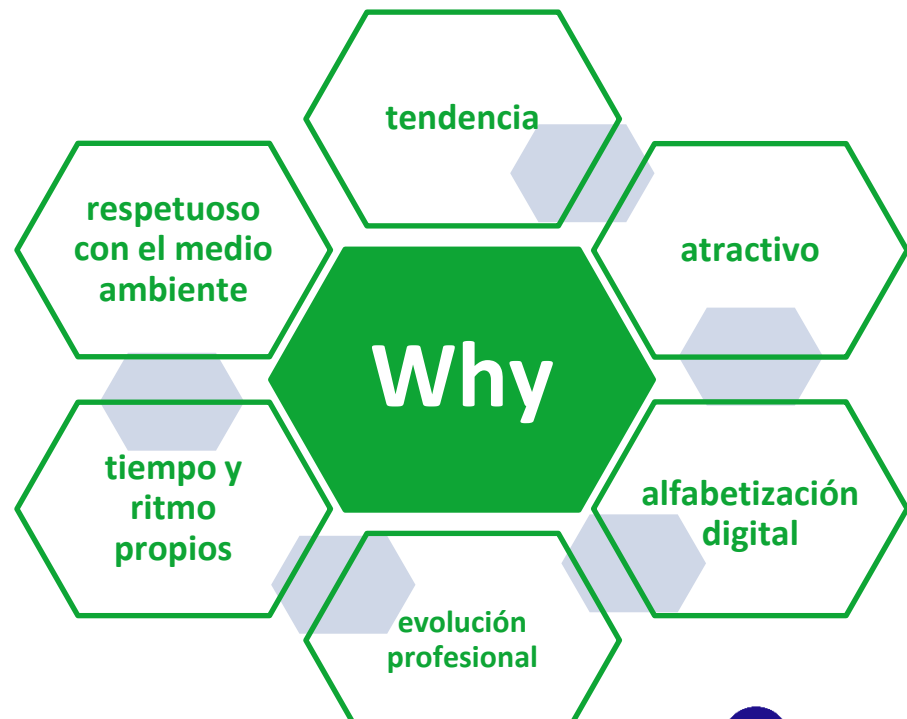 tendencia
respetuoso
con el medio
ambiente
atractivo
Why
tiempo y
ritmo
propios
alfabetización
digital
evolución
profesional